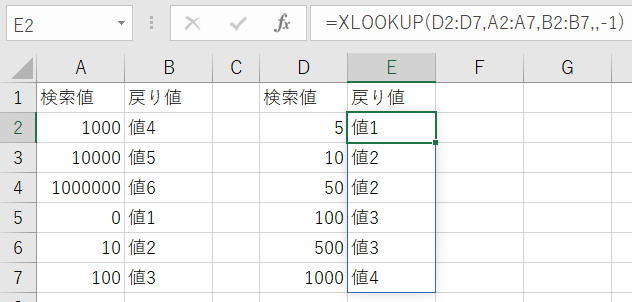 E2 fx =XLOOKUP(D2:D7,A2:A7,B2:B7,,-1)
A B C D E F G
1 検索値 戻り値 検索値 戻り値
2 1000 値4 5 値1
3 10000 値5 10 値2
4 1000000 値6 50 値2
5 0 値1 100 値3
6 10 値2 500 値3
7 100 値3 1000 値4